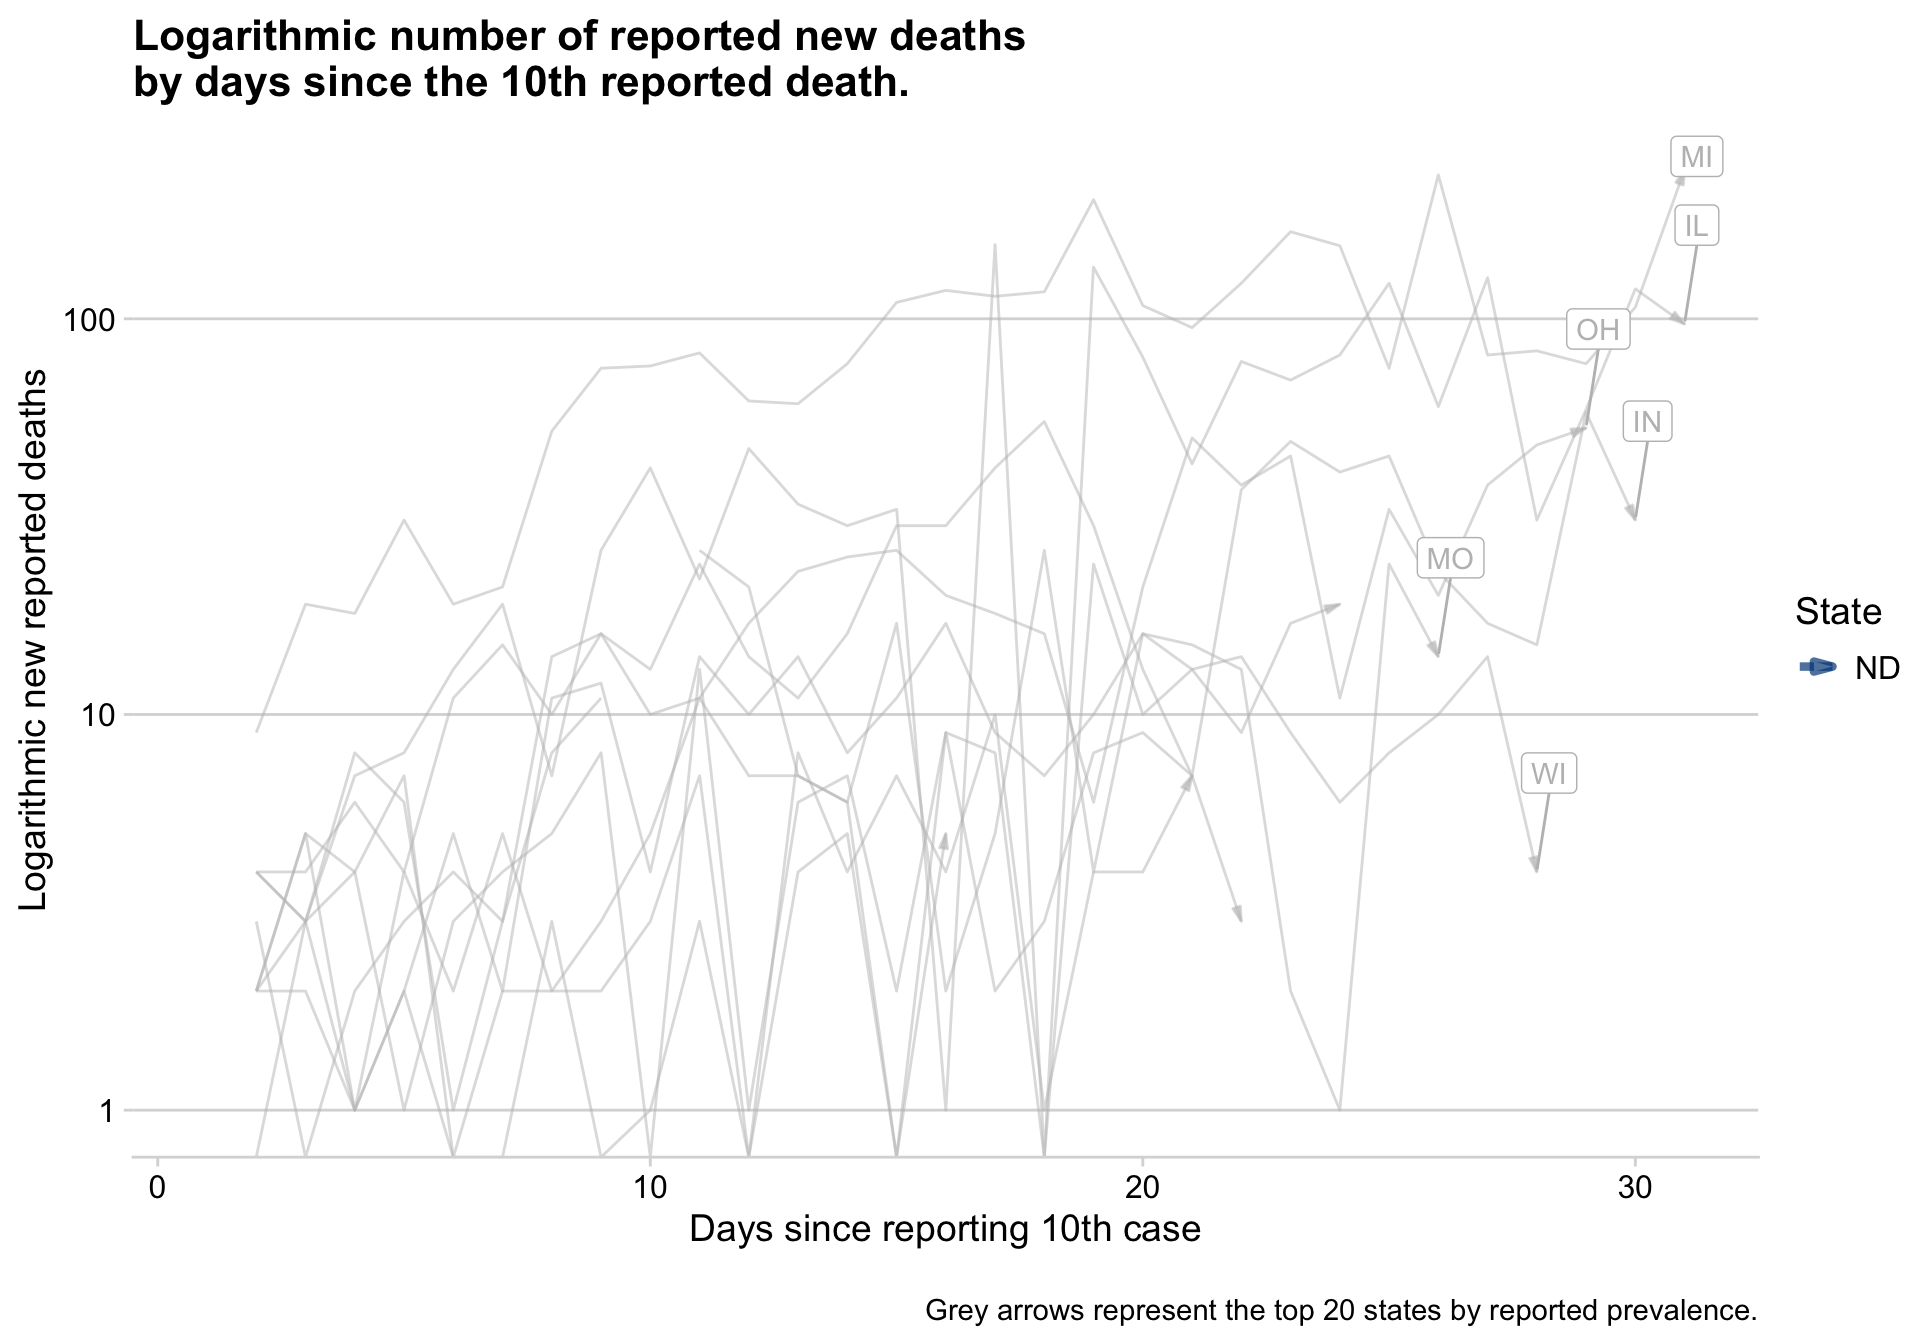 Logarithmic number of reported new deaths
by days since the 10th reported death.
MI
IL
100
OH
IN
MO
State
ND
10
WI
1
0 10 20 30
Logarithmic new reported deaths
Days since reporting 10th case
Grey arrows represent the top 20 states by reported prevalence.